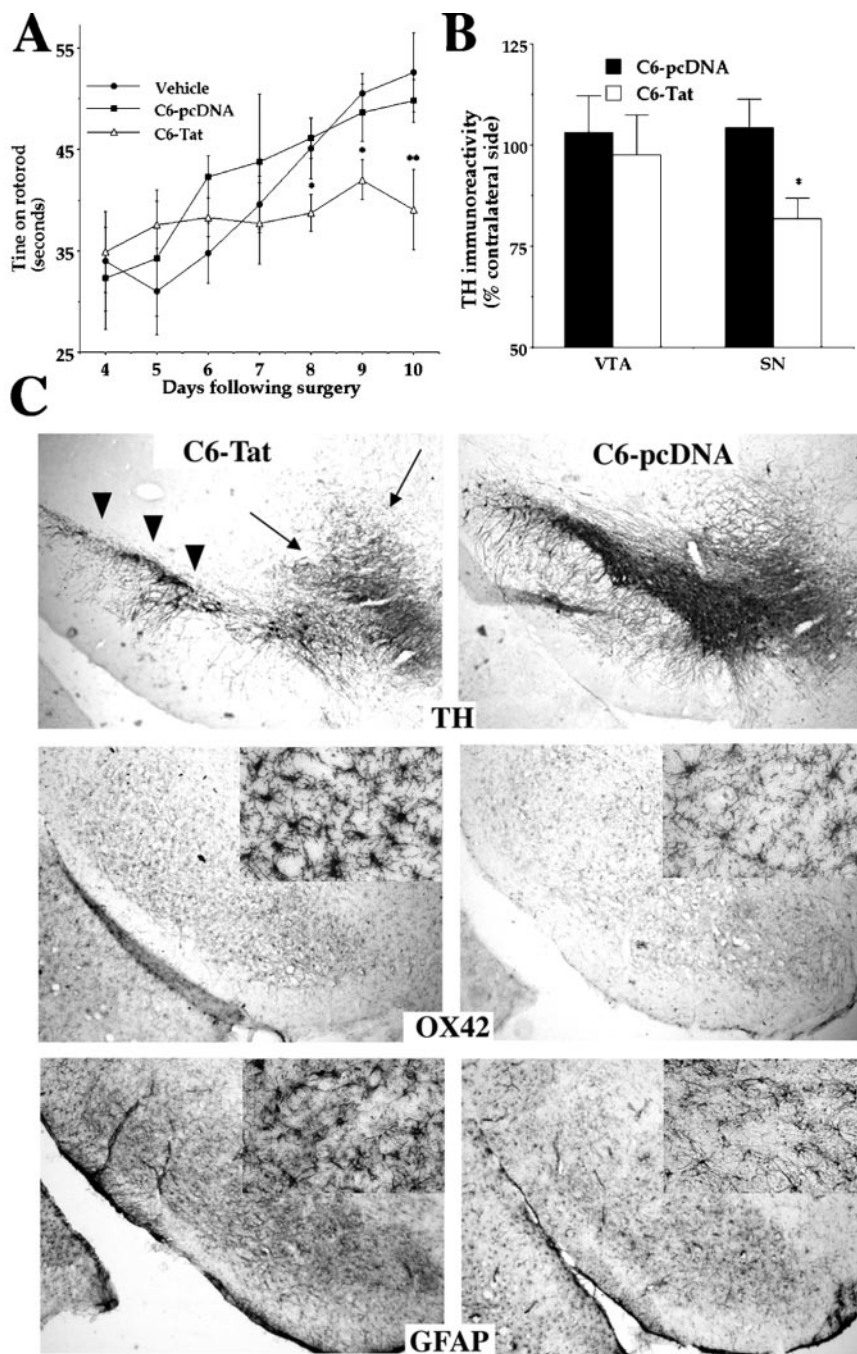 A
55
45
35
25
Tine on rotorod
(seconds)
Vehicle
C6-pcDNA
C6-Tat
*
*
**
4 5 6 7 8 9 10
Days following surgery
B
125
100
75
50
TH immunoreactivity
(% contralateral side)
C6-pcDNA
C6-Tat
*
VTA SN
C
C6-Tat C6-pcDNA
TH
OX42
GFAP